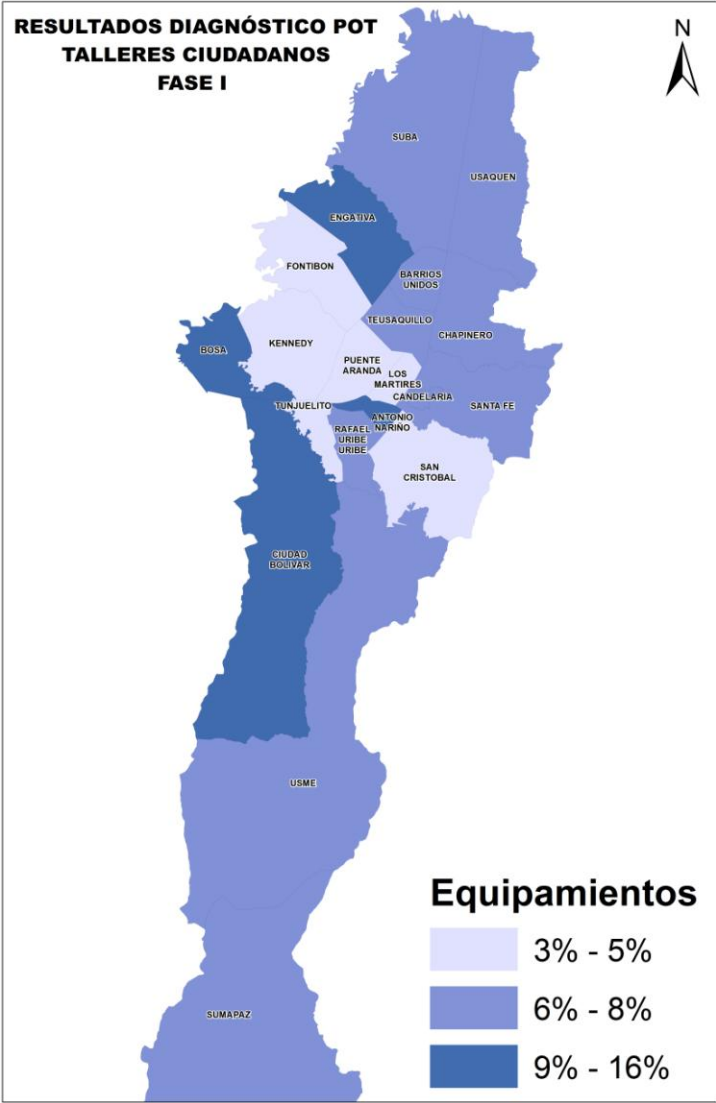 RESULTADOS DIAGNÓSTICO POT
TALLERES CIUDADANOS
FASE I
N
SUBA
USAQUEN
ENGATIVA
FONTIBON
BARRIOS
UNIDOS
TEUSAQUILLO
CHAPINERO
BOSA
KENNEDY
PUENTE
ARANDA
LOS
MARTIRES
CANDELARIA
SANTA FE
TUNJUELITO
ANTONIO
NARIÑO
RAFAEL
URIBE
URIBE
SAN
CRISTOBAL
CIUDAD
BOLIVAR
USME
SUMAPAZ
Equipamientos
3% - 5%
6% - 8%
9% - 16%